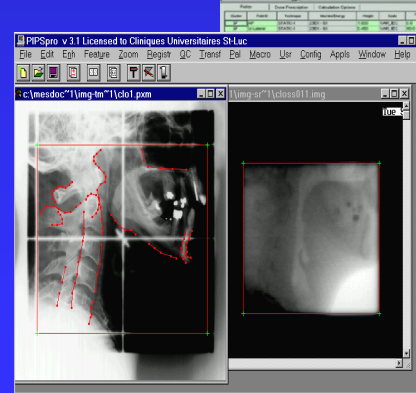 Dose Prescription Calculation Options
PIPSpro v 3.1 Licensed to Cliniques Universitaires St-Luc
File Edit Enh Feature Zoom Registr QC Transf Pal Macro Usr Config Appls Window Help
c:\mesdoc~1\img-tm~1\clo1.pxm
1\img-sr~1\closs011.img
Tue S